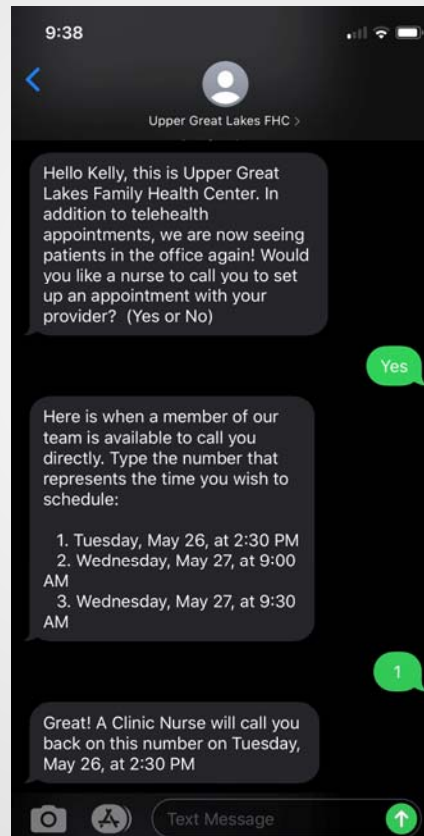 9:38
Upper Great Lakes FHC >
Hello Kelly, this is Upper Great
Lakes Family Health Center. In
addition to telehealth
appointments, we are now seeing
patients in the office again! Would
you like a nurse to call you to set
up an appointment with your
provider? (Yes or No)
Yes
Here is when a member of our
team is available to call you
directly. Type the number that
represents the time you wish to
schedule:
1. Tuesday, May 26, at 2:30 PM
2. Wednesday, May 27, at 9:00
AM
3. Wednesday, May 27, at 9:30
AM
1
Great! A Clinic Nurse will call you
back on this number on Tuesday,
May 26, at 2:30 PM
Text Message